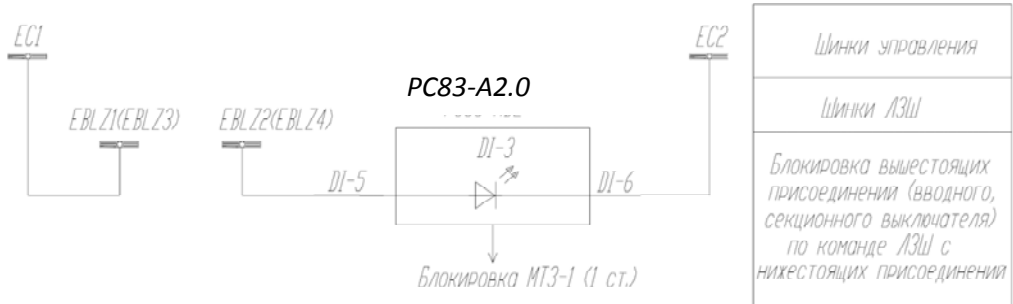 EC1
EC2
PC83-A2.0
EBLZ1(EBLZ3)
EBLZ2(EBLZ4)
DI-3
DI-5
DI-6
Блокировка МТЗ-1 (1 ст.)
Шинки управления
Шинки ЛЗШ
Блокировка вышестоящих
присоединений (вводного,
секционного выключателя)
по команде ЛЗШ с
нижестоящих присоединений